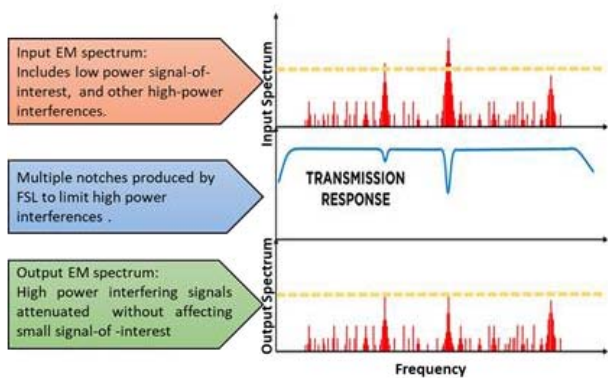 Input EM spectrum:
Includes low power signal-of-
interest, and other high-power
interferences.
Input Spectrum
Multiple notches produced by
FSL to limit high power
interferences .
TRANSMISSION
RESPONSE
Output EM spectrum:
High power interfering signals
attenuated without affecting
small signal-of -interest
Output Spectrum
Frequency